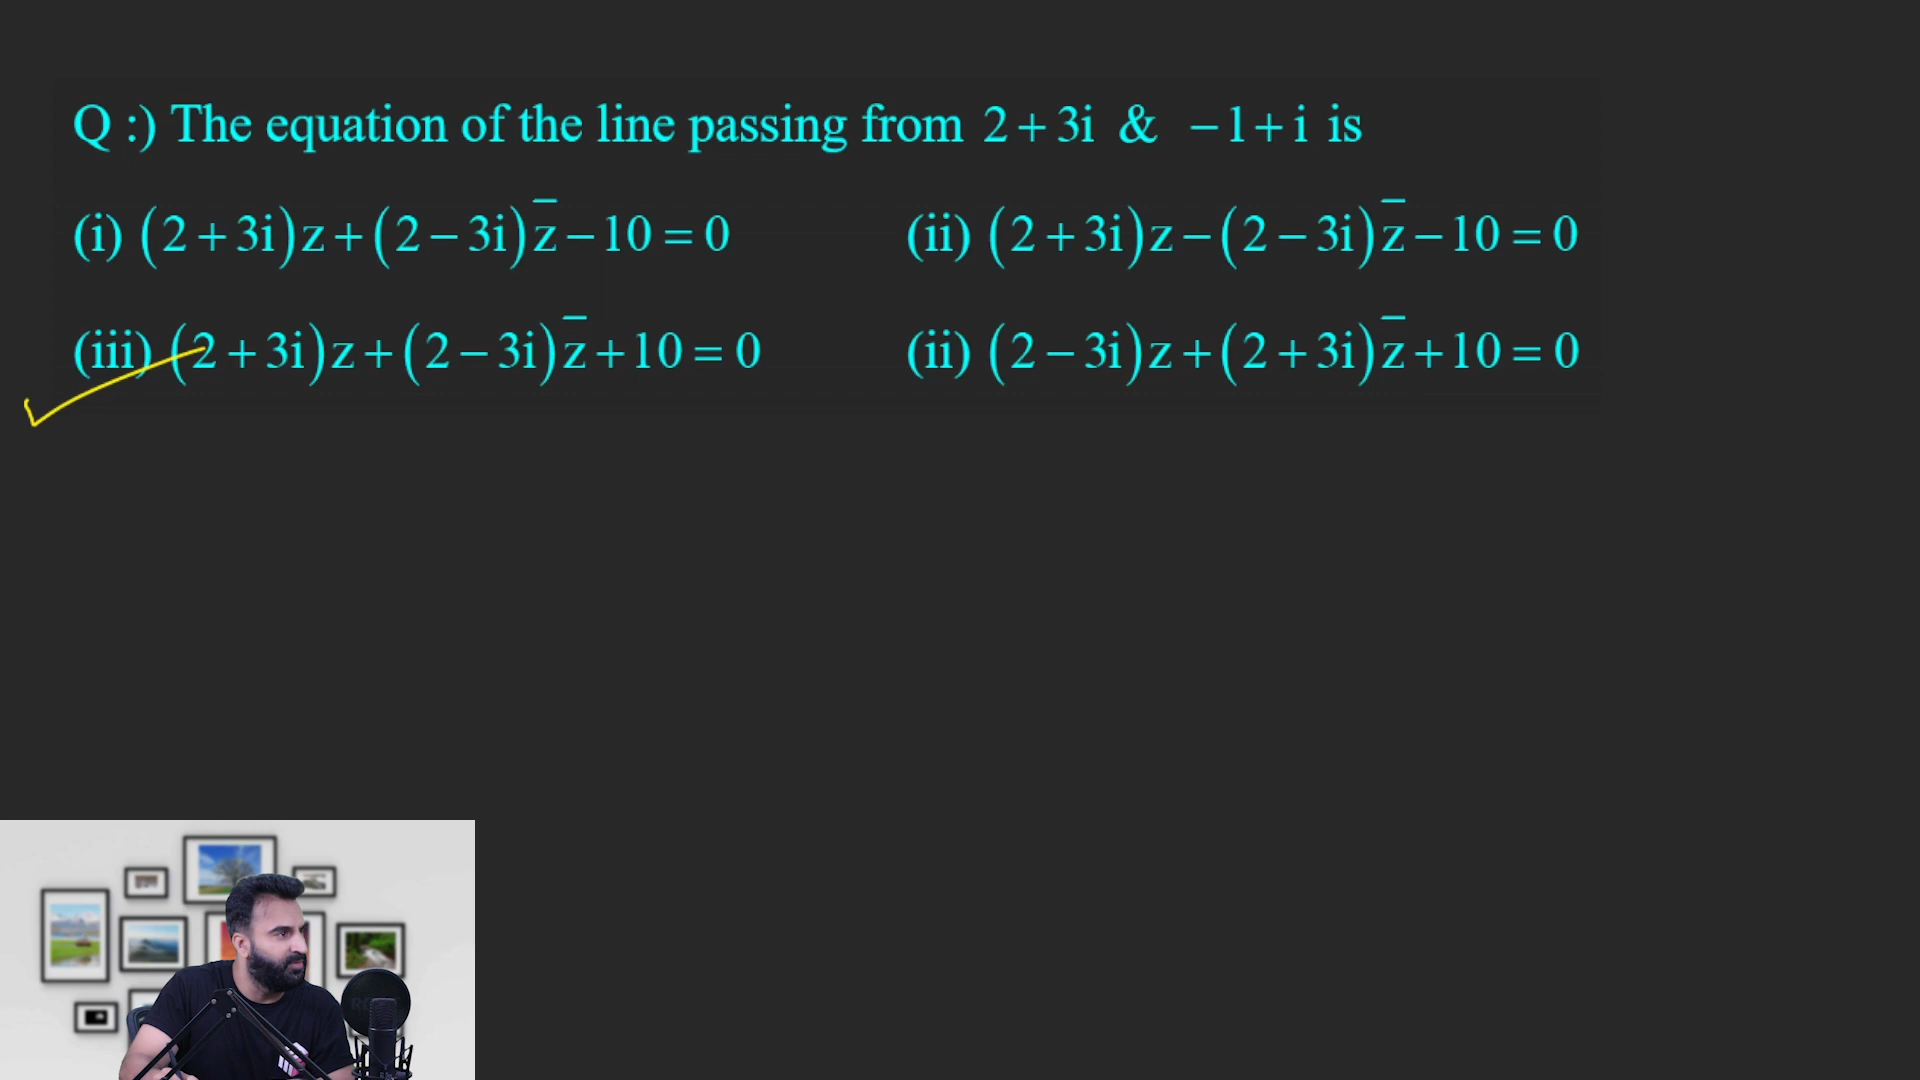 Q :) The equation of the line passing from 2 + 3i & −1 + i is
(i) (2 + 3i)z + (2 − 3i)z̅ − 10 = 0 (ii) (2 + 3i)z − (2 − 3i)z̅ − 10 = 0
(iii) (2 + 3i)z + (2 − 3i)z̅ + 10 = 0 (ii) (2 − 3i)z + (2 + 3i)z̅ + 10 = 0